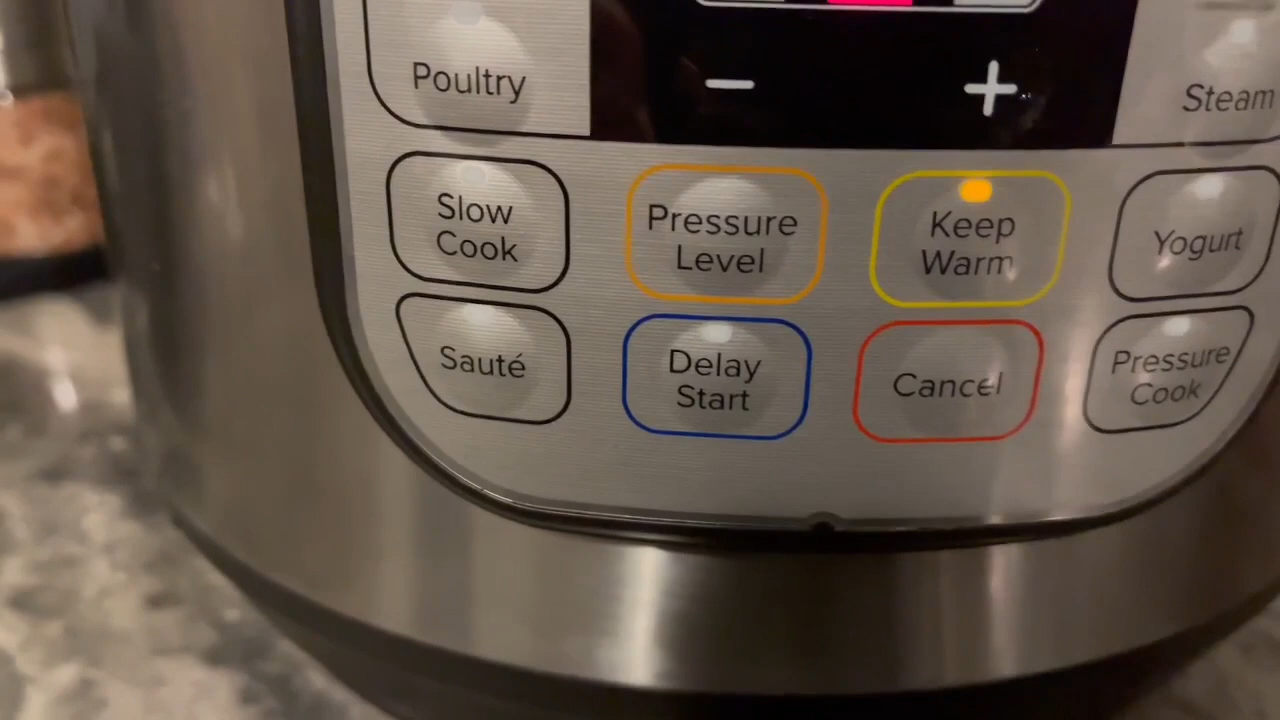 Poultry
− +
Steam
Slow
Cook
Pressure
Level
Keep
Warm
Yogurt
Sauté
Delay
Start
Cancel
Pressure
Cook